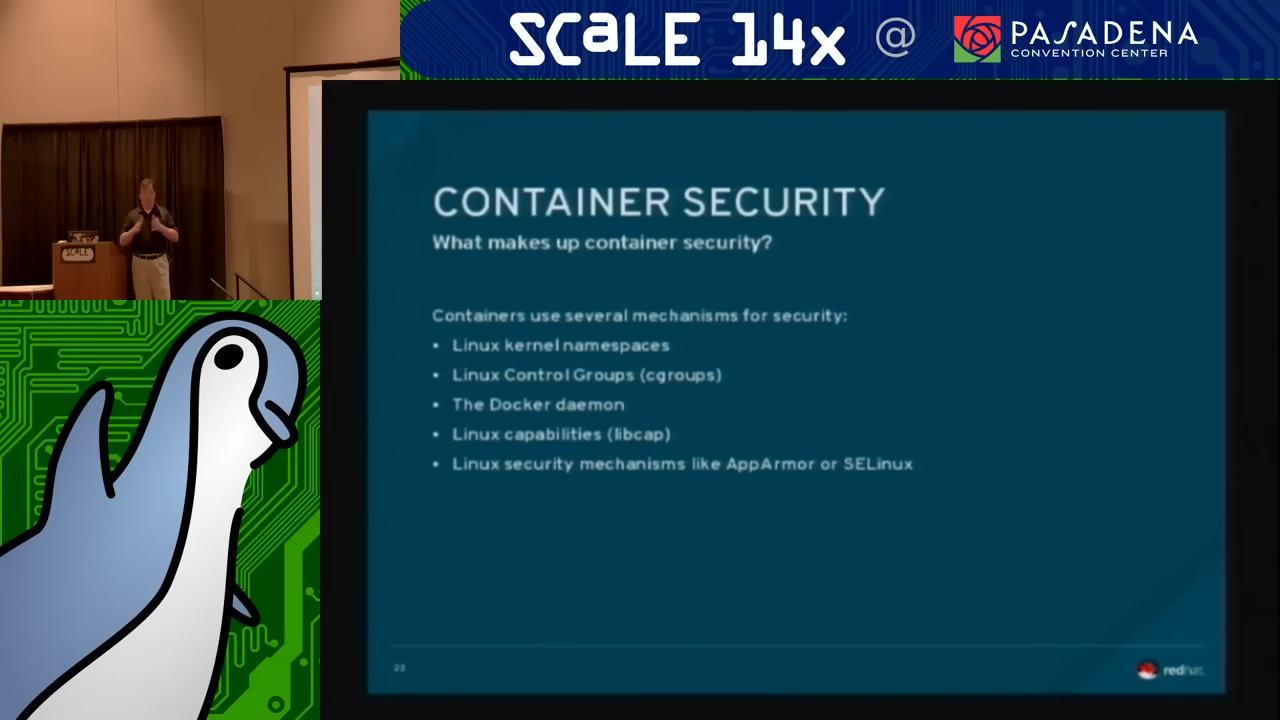 SCALE 14x @ PASADENA
CONVENTION CENTER
SCALE
CONTAINER SECURITY
What makes up container security?
Containers use several mechanisms for security:
• Linux kernel namespaces
• Linux Control Groups (cgroups)
• The Docker daemon
• Linux capabilities (libcap)
• Linux security mechanisms like AppArmor or SELinux
22
redhat.